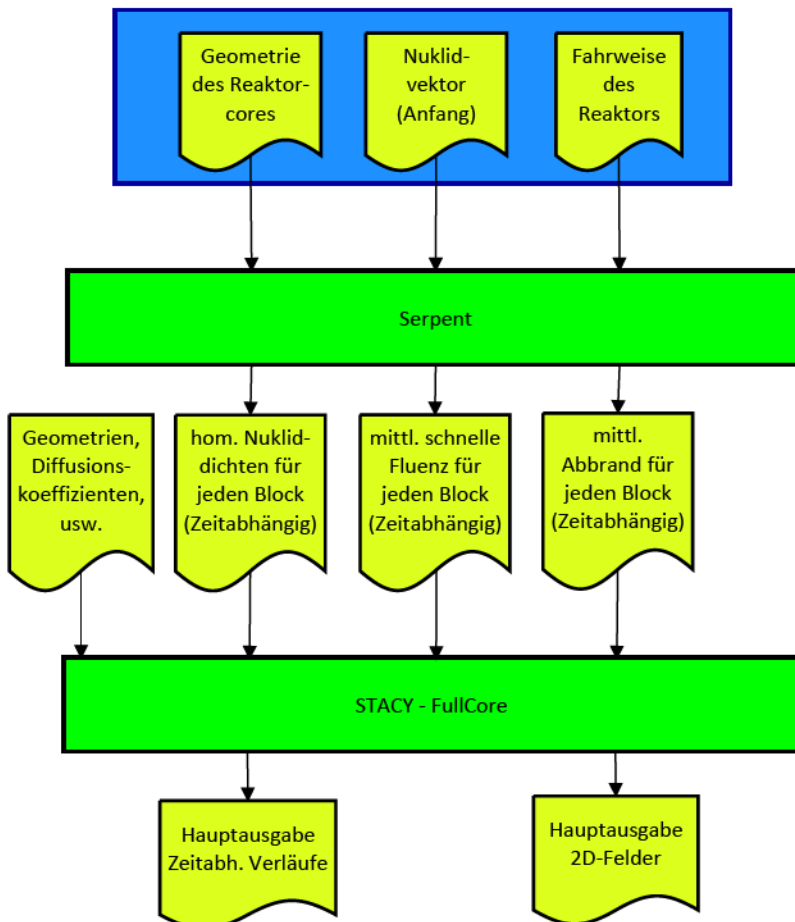 Geometrie
des Reaktor-
cores
Nuklid-
vektor
(Anfang)
Fahrweise
des
Reaktors
Serpent
Geometrien,
Diffusions-
koeffizienten,
usw.
hom. Nuklid-
dichten für
jeden Block
(Zeitabhängig)
mittl. schnelle
Fluenz für
jeden Block
(Zeitabhängig)
mittl.
Abbrand für
jeden Block
(Zeitabhängig)
STACY - FullCore
Hauptausgabe
Zeitabh. Verläufe
Hauptausgabe
2D-Felder